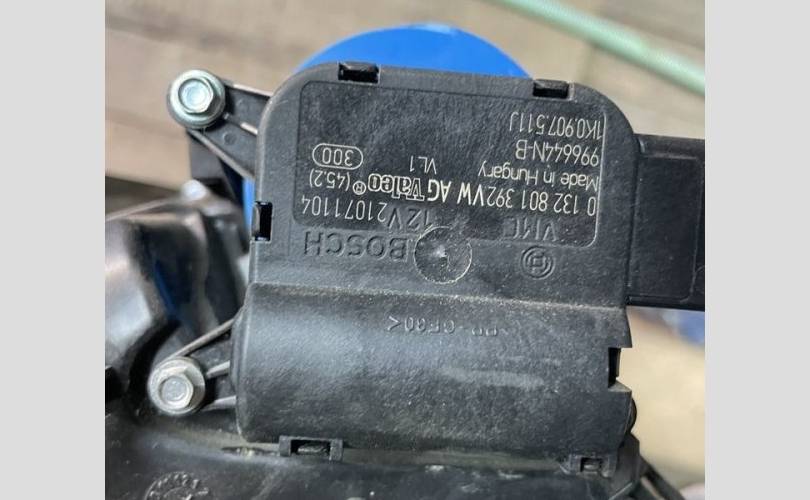 BOSCH
12V 21071104
0 132 801 392 VW AG Valeo® (45.2)
Made in Hungary VL1
996644N-B 300
1K0.907.511J